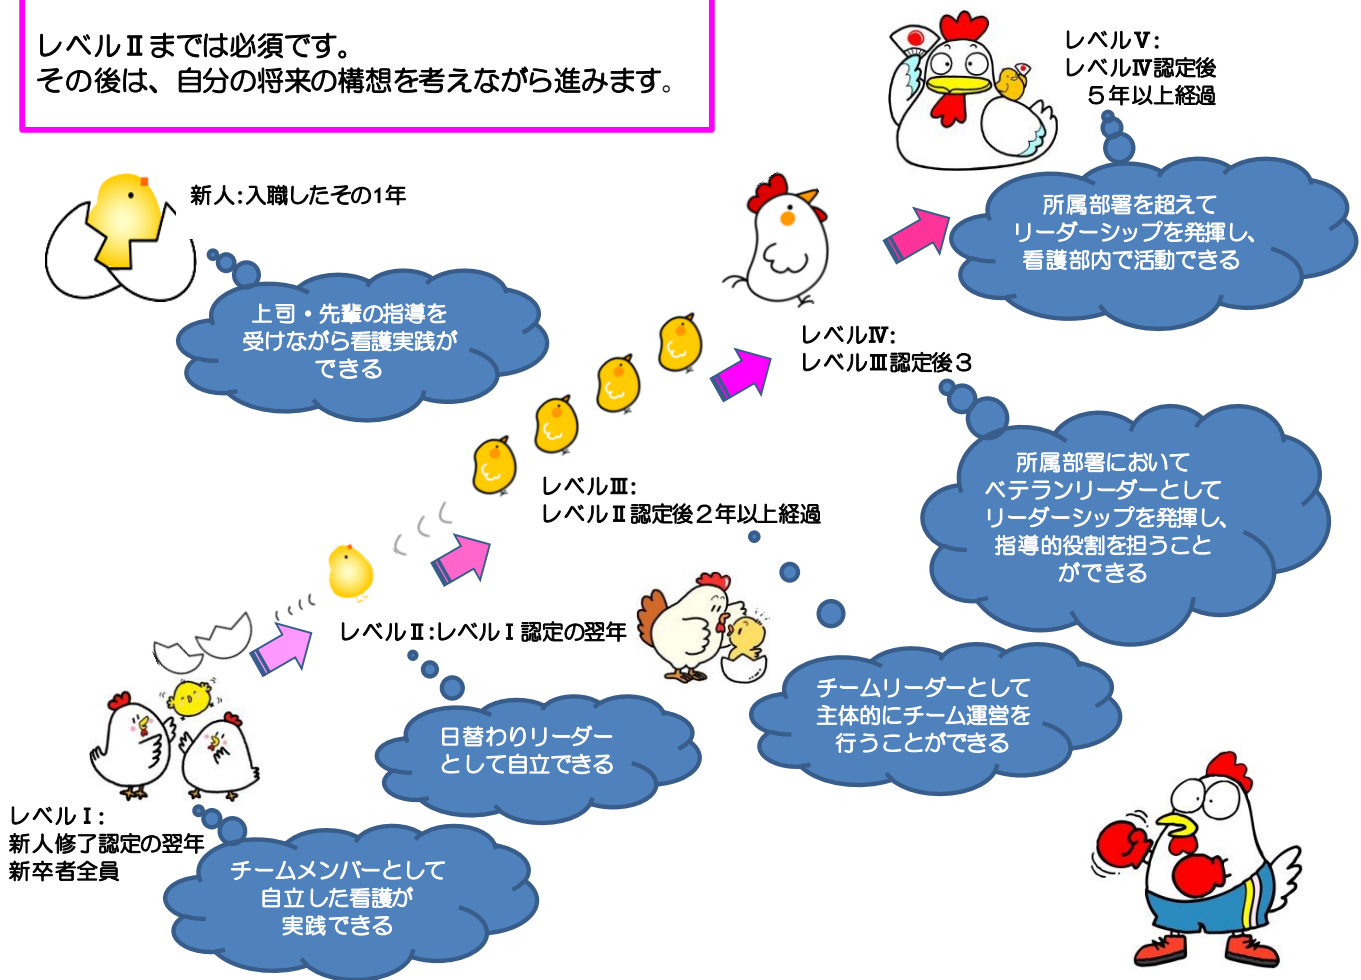 レベルⅡまでは必須です。
その後は、自分の将来の構想を考えながら進みます。
レベルⅤ:
レベルⅣ認定後
５年以上経過
所属部署を超えて
リーダーシップを発揮し、
看護部内で活動できる
新人:入職したその1年
上司・先輩の指導を
受けながら看護実践が
できる
レベルⅣ:
レベルⅢ認定後３
所属部署において
ベテランリーダーとして
リーダーシップを発揮し、
指導的役割を担うこと
ができる
レベルⅢ:
レベルⅡ認定後２年以上経過
チームリーダーとして
主体的にチーム運営を
行うことができる
レベルⅡ:レベルⅠ認定の翌年
日替わりリーダー
として自立できる
レベルⅠ:
新人修了認定の翌年
新卒者全員
チームメンバーとして
自立した看護が
実践できる